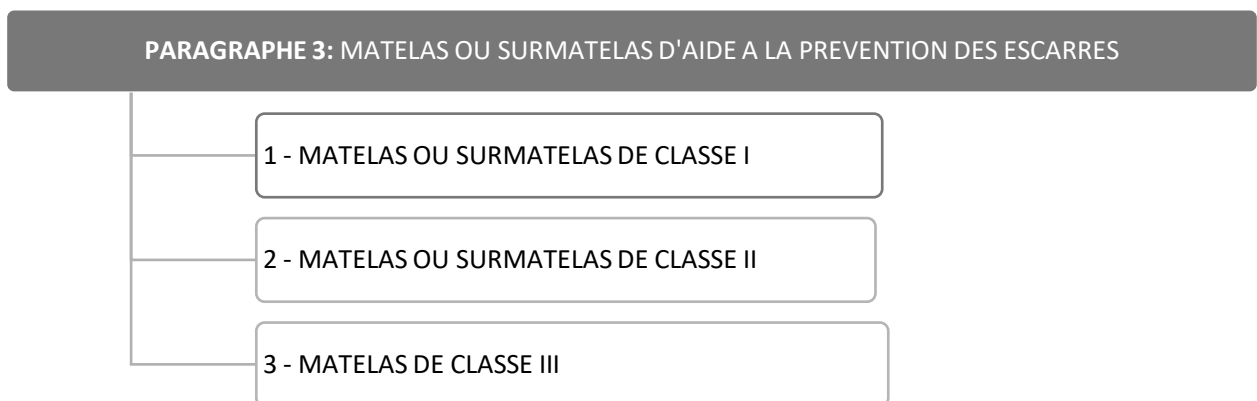 PARAGRAPHE 3: MATELAS OU SURMATELAS D'AIDE A LA PREVENTION DES ESCARRES
1 - MATELAS OU SURMATELAS DE CLASSE I
2 - MATELAS OU SURMATELAS DE CLASSE II
3 - MATELAS DE CLASSE III